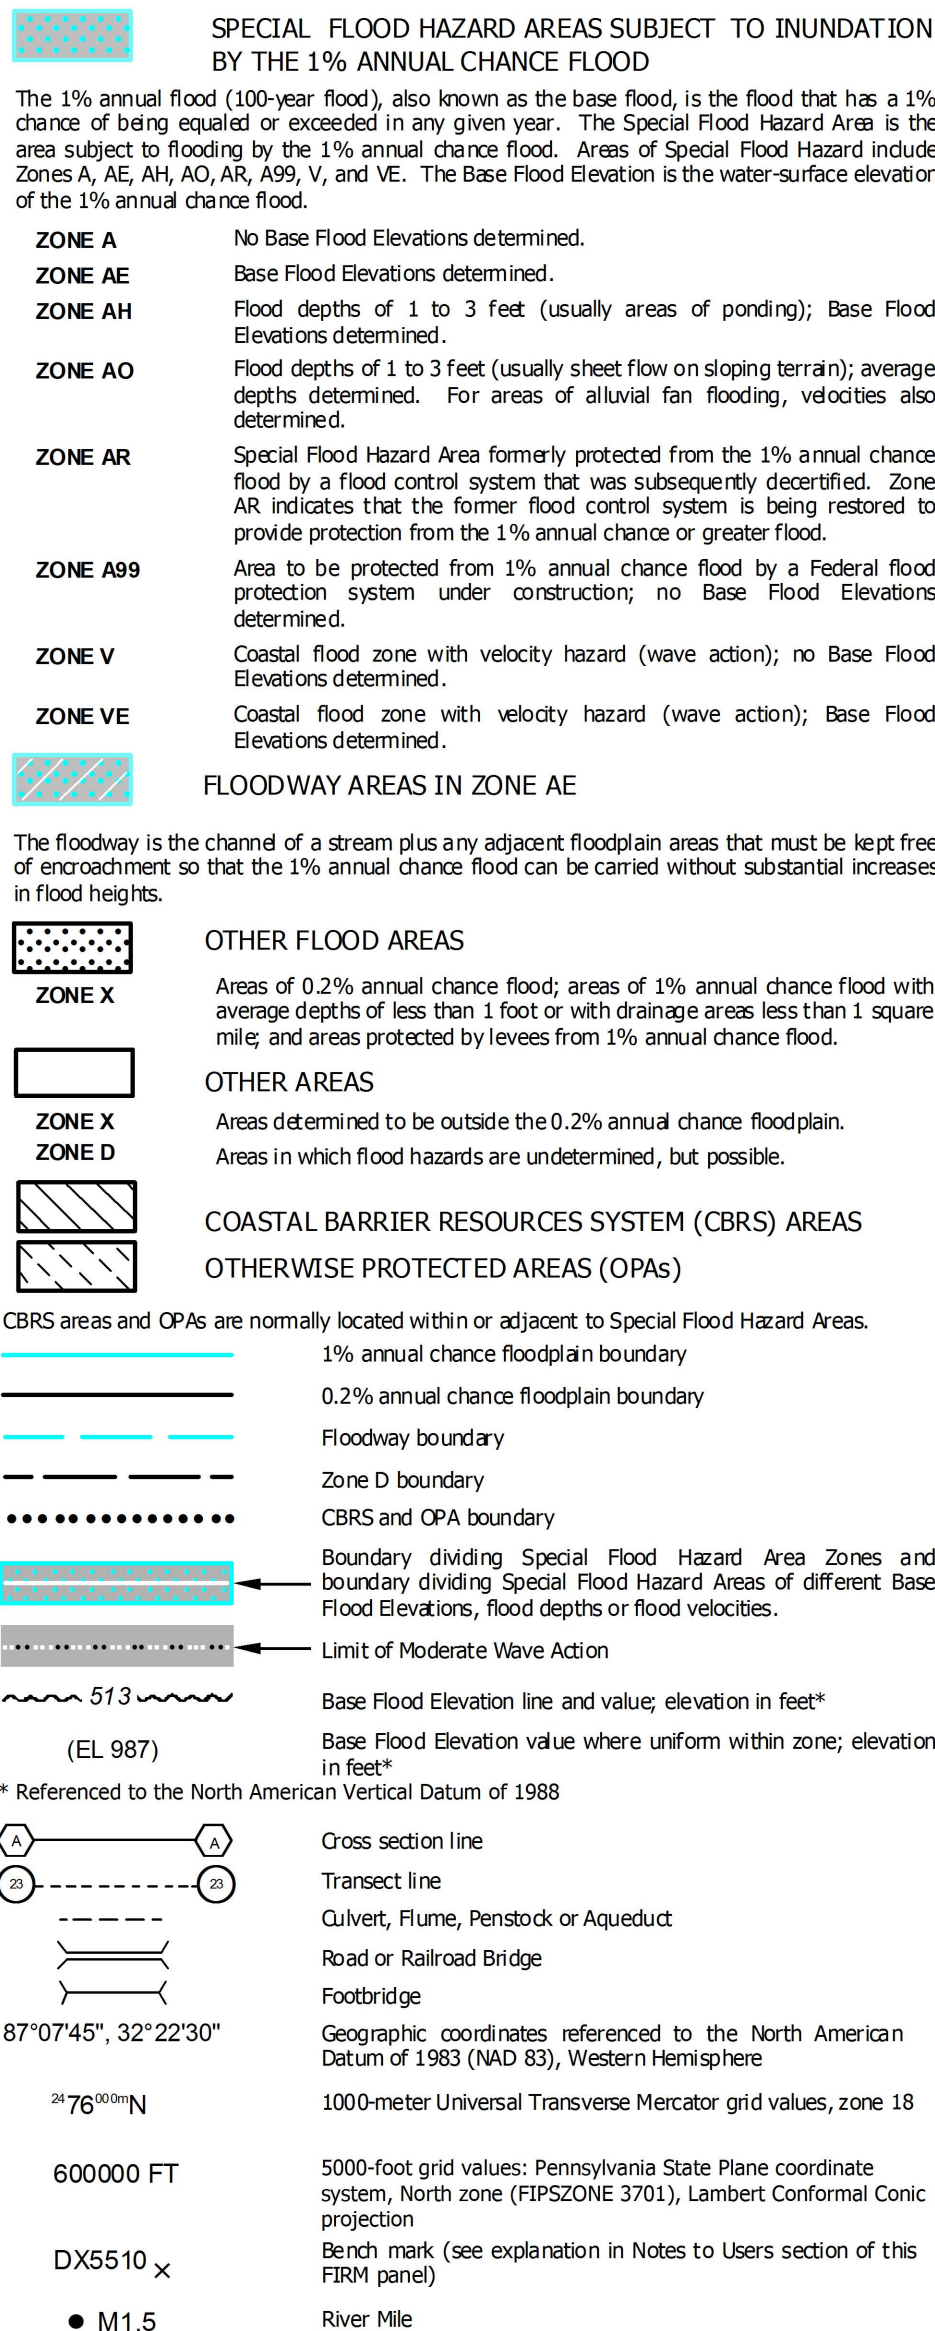 SPECIAL FLOOD HAZARD AREAS SUBJECT TO INUNDATION
BY THE 1% ANNUAL CHANCE FLOOD
The 1% annual flood (100-year flood), also known as the base flood, is the flood that has a 1%
chance of being equaled or exceeded in any given year. The Special Flood Hazard Area is the
area subject to flooding by the 1% annual chance flood. Areas of Special Flood Hazard include
Zones A, AE, AH, AO, AR, A99, V, and VE. The Base Flood Elevation is the water-surface elevation
of the 1% annual chance flood.
ZONE A No Base Flood Elevations determined.
ZONE AE Base Flood Elevations determined.
ZONE AH Flood depths of 1 to 3 feet (usually areas of ponding); Base Flood
Elevations determined.
ZONE AO Flood depths of 1 to 3 feet (usually sheet flow on sloping terrain); average
depths determined. For areas of alluvial fan flooding, velocities also
determined.
ZONE AR Special Flood Hazard Area formerly protected from the 1% annual chance
flood by a flood control system that was subsequently decertified. Zone
AR indicates that the former flood control system is being restored to
provide protection from the 1% annual chance or greater flood.
ZONE A99 Area to be protected from 1% annual chance flood by a Federal flood
protection system under construction; no Base Flood Elevations
determined.
ZONE V Coastal flood zone with velocity hazard (wave action); no Base Flood
Elevations determined.
ZONE VE Coastal flood zone with velocity hazard (wave action); Base Flood
Elevations determined.
FLOODWAY AREAS IN ZONE AE
The floodway is the channel of a stream plus any adjacent floodplain areas that must be kept free
of encroachment so that the 1% annual chance flood can be carried without substantial increases
in flood heights.
OTHER FLOOD AREAS
ZONE X Areas of 0.2% annual chance flood; areas of 1% annual chance flood with
average depths of less than 1 foot or with drainage areas less than 1 square
mile; and areas protected by levees from 1% annual chance flood.
OTHER AREAS
ZONE X Areas determined to be outside the 0.2% annual chance floodplain.
ZONE D Areas in which flood hazards are undetermined, but possible.
COASTAL BARRIER RESOURCES SYSTEM (CBRS) AREAS
OTHERWISE PROTECTED AREAS (OPAs)
CBRS areas and OPAs are normally located within or adjacent to Special Flood Hazard Areas.
1% annual chance floodplain boundary
0.2% annual chance floodplain boundary
Floodway boundary
Zone D boundary
CBRS and OPA boundary
Boundary dividing Special Flood Hazard Area Zones and
boundary dividing Special Flood Hazard Areas of different Base
Flood Elevations, flood depths or flood velocities.
Limit of Moderate Wave Action
513 Base Flood Elevation line and value; elevation in feet*
(EL 987) Base Flood Elevation value where uniform within zone; elevation
in feet*
* Referenced to the North American Vertical Datum of 1988
A A Cross section line
23 23 Transect line
Culvert, Flume, Penstock or Aqueduct
Road or Railroad Bridge
Footbridge
87°07'45", 32°22'30" Geographic coordinates referenced to the North American
Datum of 1983 (NAD 83), Western Hemisphere
2476000mN 1000-meter Universal Transverse Mercator grid values, zone 18
600000 FT 5000-foot grid values: Pennsylvania State Plane coordinate
system, North zone (FIPSZONE 3701), Lambert Conformal Conic
projection
DX5510 Bench mark (see explanation in Notes to Users section of this
FIRM panel)
M1.5 River Mile